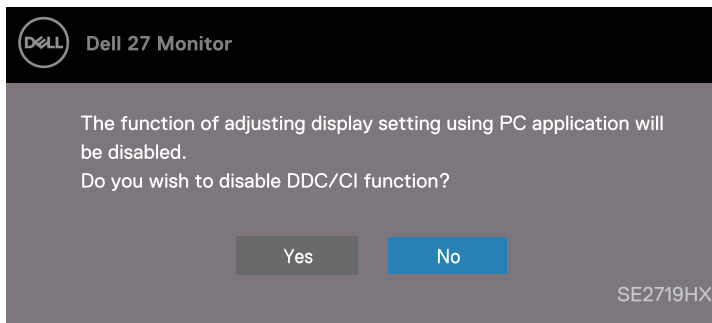 DELL
Dell 27 Monitor
The function of adjusting display setting using PC application will
be disabled.
Do you wish to disable DDC/CI function?
Yes
No
SE2719HX